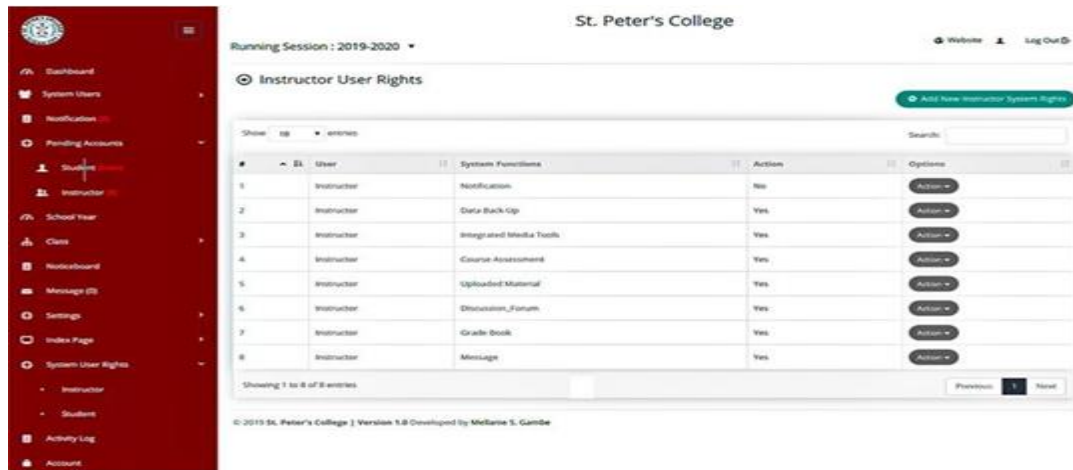 St. Peter's College
Running Session : 2019-2020
Website
Log Out
Dashboard
System Users
Notification
Pending Accounts
Student
Instructor
School Year
Class
Noticeboard
Message (0)
Settings
Index Page
System User Rights
Instructor
Student
Activity Log
Account
Instructor User Rights
Add New Instructor System Rights
Show 10 entries
Search:
# User System Functions Action Options
1 Instructor Notification No Action
2 Instructor Data Back-Up Yes Action
3 Instructor Integrated Media Tools Yes Action
4 Instructor Course Assessment Yes Action
5 Instructor Uploaded Material Yes Action
6 Instructor Discussion_Forum Yes Action
7 Instructor Grade Book Yes Action
8 Instructor Message Yes Action
Showing 1 to 8 of 8 entries
Previous 1 Next
© 2019 St. Peter's College | Version 1.0 Developed by Mellanie S. Gambe